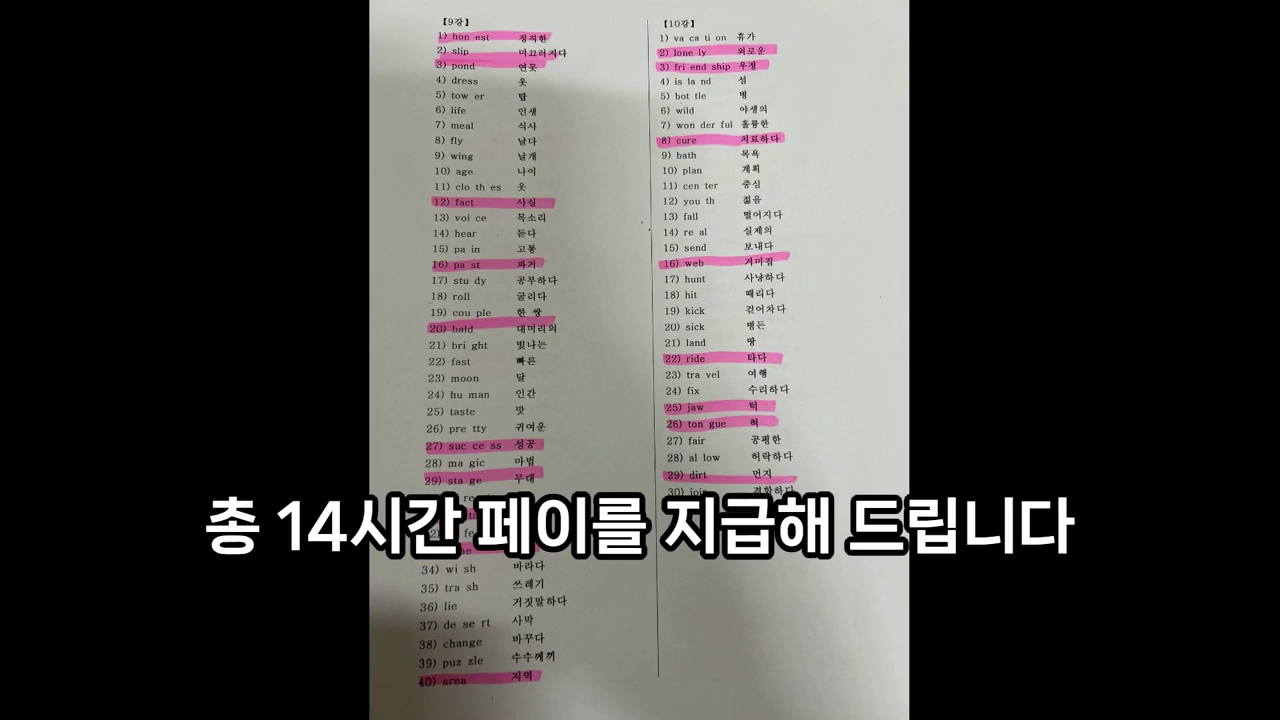 【9강】
1) hon est 정직한
2) slip 미끄러지다
3) pond 연못
4) dress 옷
5) tow er 탑
6) life 인생
7) meal 식사
8) fly 날다
9) wing 날개
10) age 나이
11) clo th es 옷
12) fact 사실
13) voi ce 목소리
14) hear 듣다
15) pa in 고통
16) pa st 과거
17) stu dy 공부하다
18) roll 굴리다
19) cou ple 한 쌍
20) bald 대머리의
21) bri ght 빛나는
22) fast 빠른
23) moon 달
24) hu man 인간
25) taste 맛
26) pre tty 귀여운
27) suc ce ss 성공
28) ma gic 마법
29) sta ge 무대
34) wi sh 바라다
35) tra sh 쓰레기
36) lie 거짓말하다
37) de se rt 사막
38) change 바꾸다
39) puz zle 수수께끼
40) area 지역
【10강】
1) va ca ti on 휴가
2) lone ly 외로운
3) fri end ship 우정
4) is la nd 섬
5) bot tle 병
6) wild 야생의
7) won der ful 훌륭한
8) cure 치료하다
9) bath 목욕
10) plan 계획
11) cen ter 중심
12) you th 젊음
13) fall 떨어지다
14) re al 실제의
15) send 보내다
16) web 거미집
17) hunt 사냥하다
18) hit 때리다
19) kick 걷어차다
20) sick 병든
21) land 땅
22) ride 타다
23) tra vel 여행
24) fix 수리하다
25) jaw 턱
26) ton gue 혀
27) fair 공평한
28) al low 허락하다
29) dirt 먼지
30) join 결합하다
총 14시간 페이를 지급해 드립니다